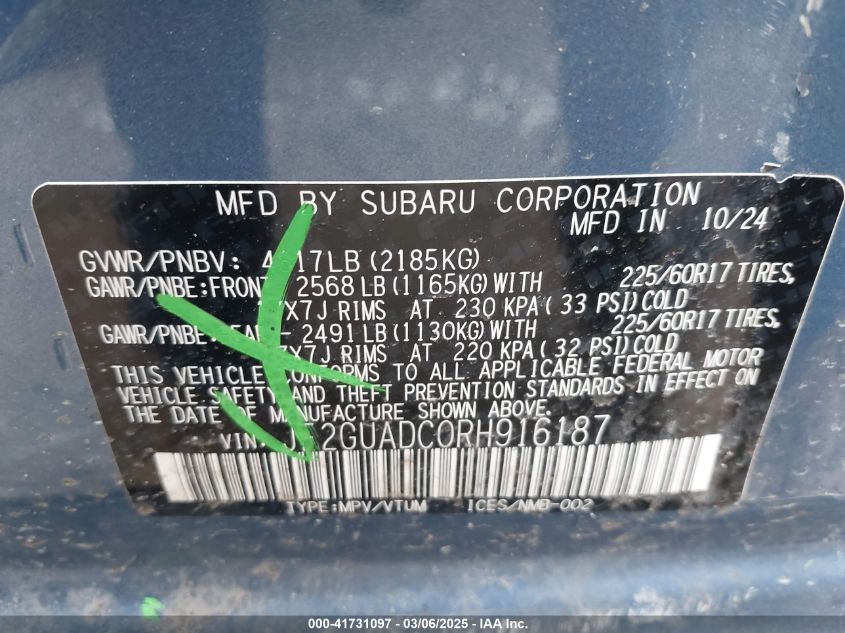 MFD BY SUBARU CORPORATION
MFD IN 10/24
GVWR/PNBV: (2185KG)
GAWR/PNBE:FRONT 2568 LB (1165KG) WITH 225/60R17 TIRES,
RIMS AT 230 KPA ( 33 PSI) COLD
GAWR/PNBE: - 2491 LB (1130KG) WITH 225/60R17 TIRES,
RIMS AT 220 KPA ( 32 PSI) COLD
THIS VEHICLE CONFORMS TO ALL APPLICABLE FEDERAL MOTOR
VEHICLE SAFETY AND THEFT PREVENTION STANDARDS IN EFFECT ON
THE DATE OF MANUFACTURE SHOWN ABOVE.
VIN:
TYPE:MPV/VTUM ICES/NMB-002
000-41731097 — 03/06/2025 - IAA Inc.